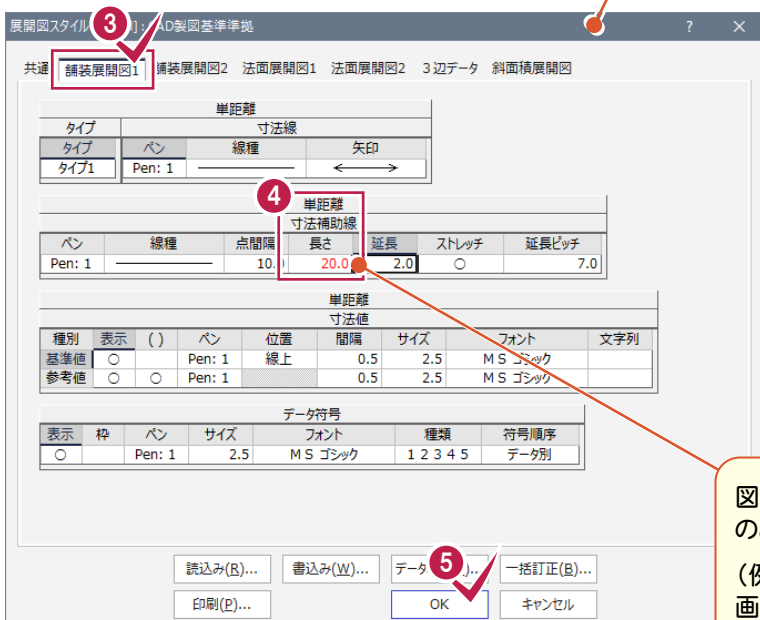 展開図スタイル : CAD製図基準準拠 ? ×
3
共通 舗装展開図1 舗装展開図2 法面展開図1 法面展開図2 3辺データ 斜面積展開図
単距離
タイプ 寸法線
タイプ ペン 線種 矢印
タイプ1 Pen: 1
4
単距離
寸法補助線
ペン 線種 点間隔 長さ 延長 ストレッチ 延長ピッチ
Pen: 1 10.0 20.0 2.0 ○ 7.0
単距離
寸法値
種別 表示 ( ) ペン 位置 間隔 サイズ フォント 文字列
基準値 ○ Pen: 1 線上 0.5 2.5 MS ゴシック
参考値 ○ ○ Pen: 1 0.5 2.5 MS ゴシック
データ符号
表示 枠 ペン サイズ フォント 種類 符号順序
○ Pen: 1 2.5 MS ゴシック 1 2 3 4 5 データ別
図
の
(例
画
読込み(R)... 書込み(W)... データ ... 一括訂正(B)...
5
印刷(P)... OK キャンセル